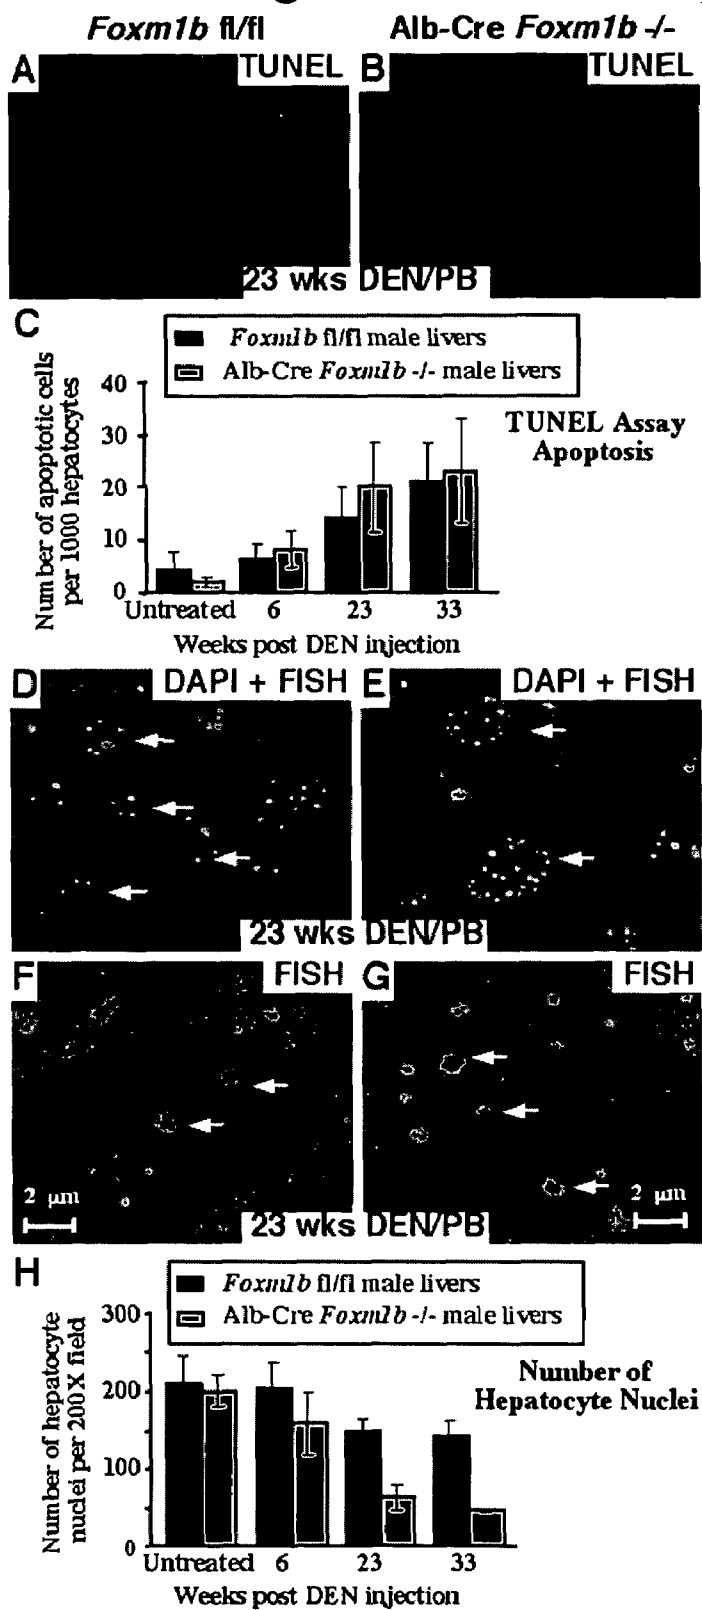 Foxm1b fl/fl
Alb-Cre Foxm1b -/-
A TUNEL
B TUNEL
23 wks DEN/PB
C
Foxm1b fl/fl male livers
Alb-Cre Foxm1b -/- male livers
Number of apoptotic cells
per 1000 hepatocytes
40
30
20
10
0
TUNEL Assay
Apoptosis
Untreated 6 23 33
Weeks post DEN injection
D DAPI + FISH
E DAPI + FISH
23 wks DEN/PB
F FISH
G FISH
2 μm
2 μm
23 wks DEN/PB
H
Foxm1b fl/fl male livers
Alb-Cre Foxm1b -/- male livers
Number of hepatocyte
nuclei per 200X field
300
200
100
0
Number of
Hepatocyte Nuclei
Untreated 6 23 33
Weeks post DEN injection